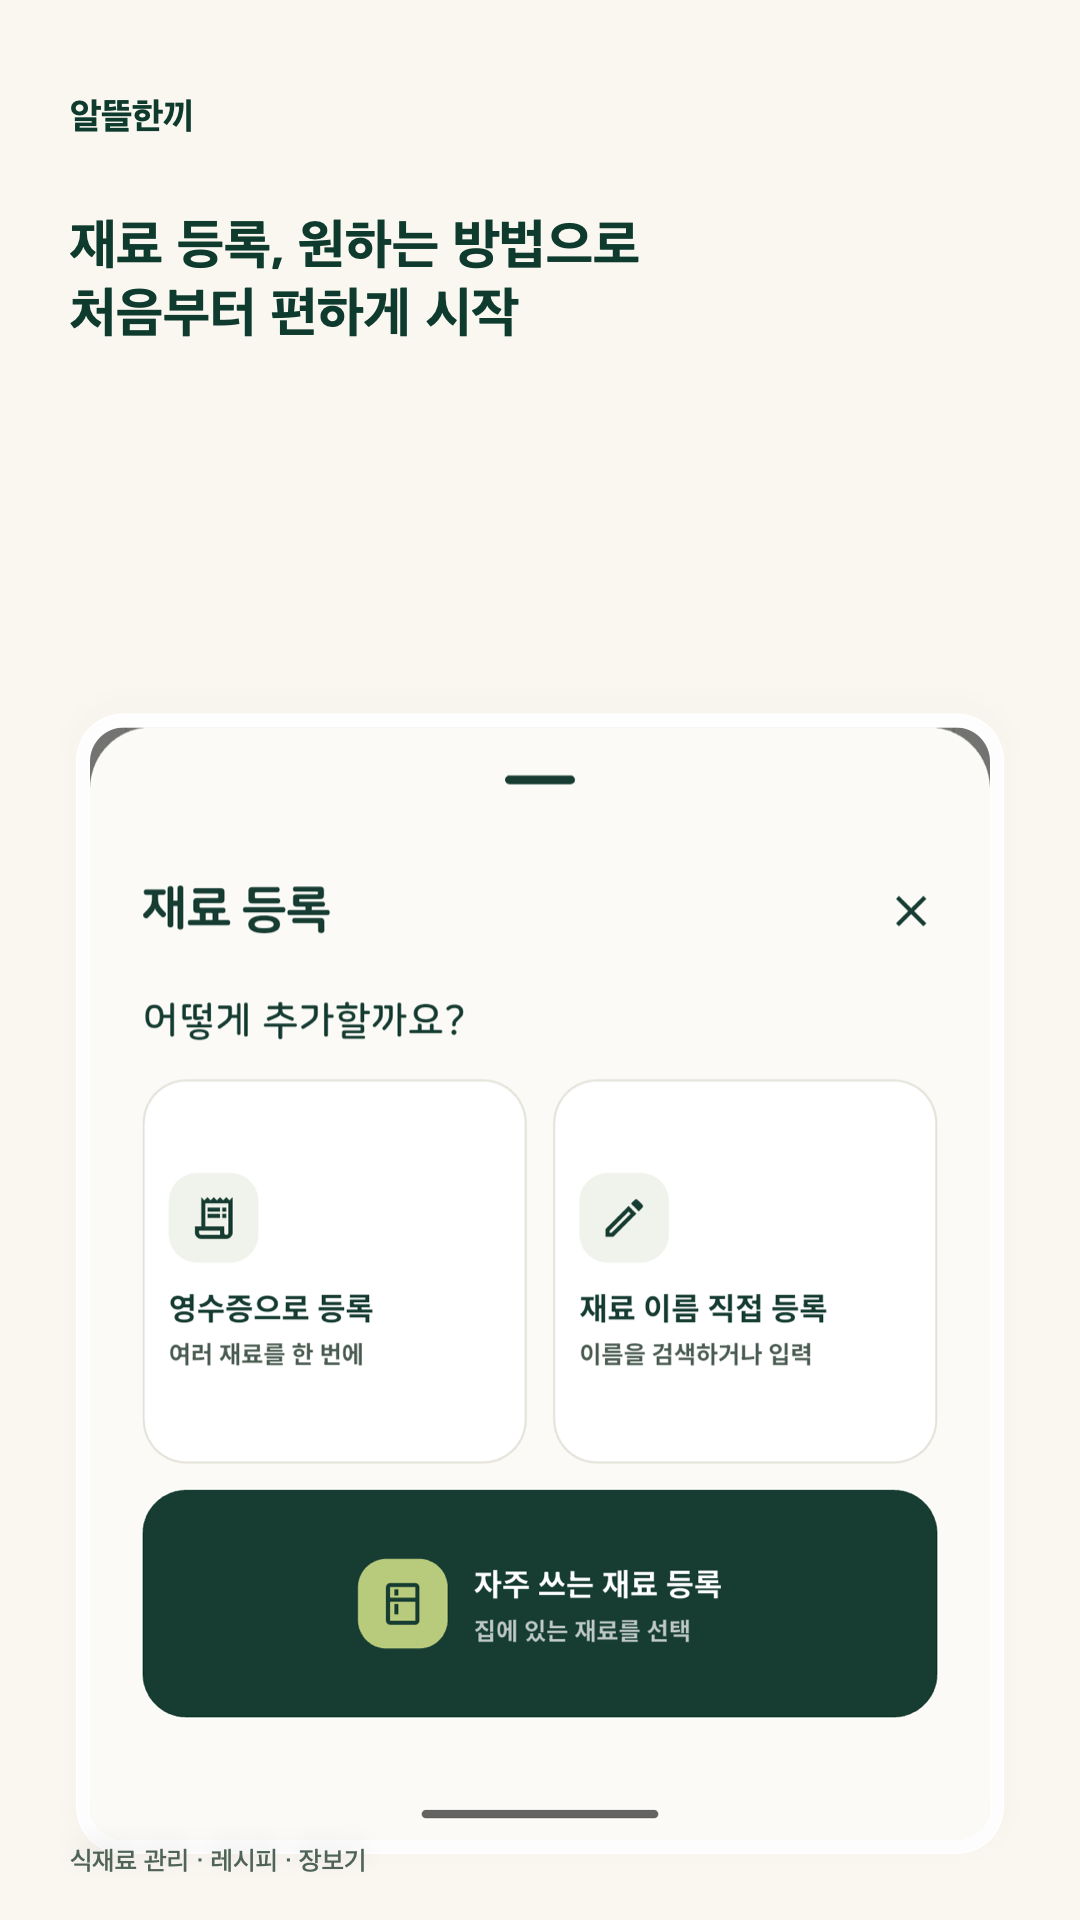 알뜰한끼
재료 등록, 원하는 방법으로
처음부터 편하게 시작
재료 등록
어떻게 추가할까요?
영수증으로 등록
여러 재료를 한 번에
재료 이름 직접 등록
이름을 검색하거나 입력
자주 쓰는 재료 등록
집에 있는 재료를 선택
식재료 관리 · 레시피 · 장보기